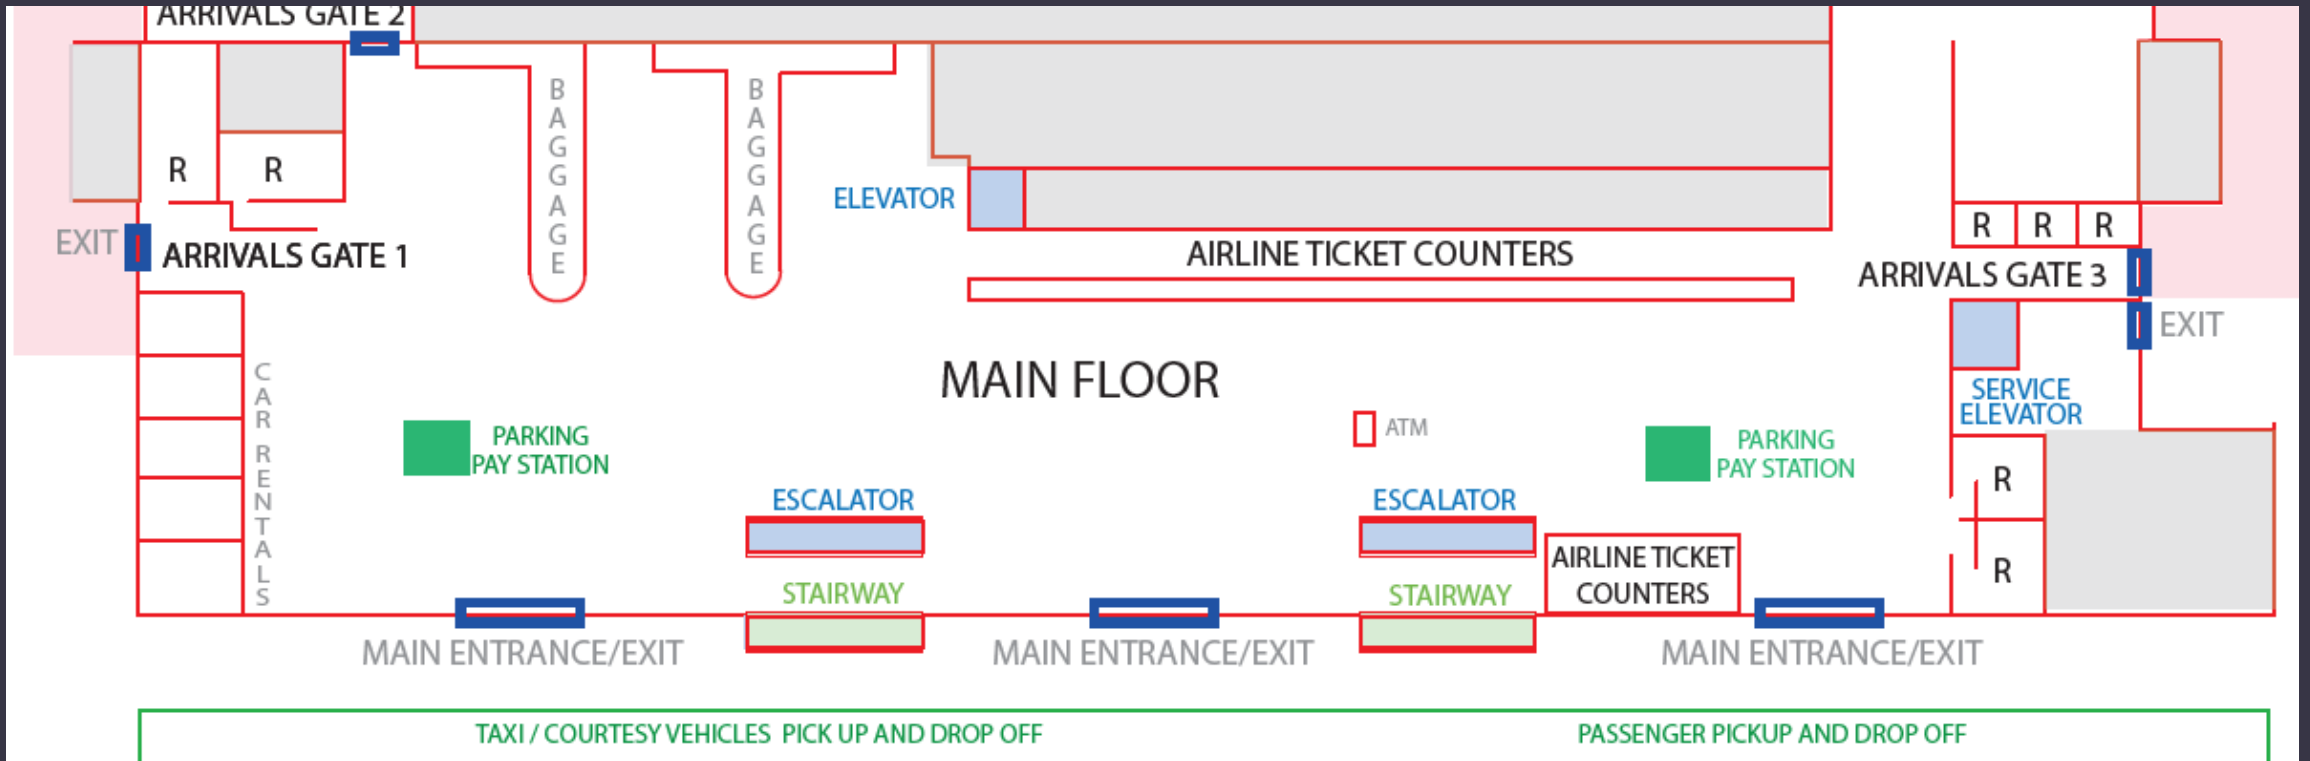 ARRIVALS GATE 2
R
R
BAGGAGE
BAGGAGE
ELEVATOR
R
R
R
EXIT
ARRIVALS GATE 1
AIRLINE TICKET COUNTERS
ARRIVALS GATE 3
EXIT
CAR RENTALS
MAIN FLOOR
SERVICE
ELEVATOR
PARKING
PAY STATION
ATM
PARKING
PAY STATION
R
ESCALATOR
ESCALATOR
AIRLINE TICKET
COUNTERS
R
STAIRWAY
STAIRWAY
MAIN ENTRANCE/EXIT
MAIN ENTRANCE/EXIT
MAIN ENTRANCE/EXIT
TAXI / COURTESY VEHICLES PICK UP AND DROP OFF
PASSENGER PICKUP AND DROP OFF